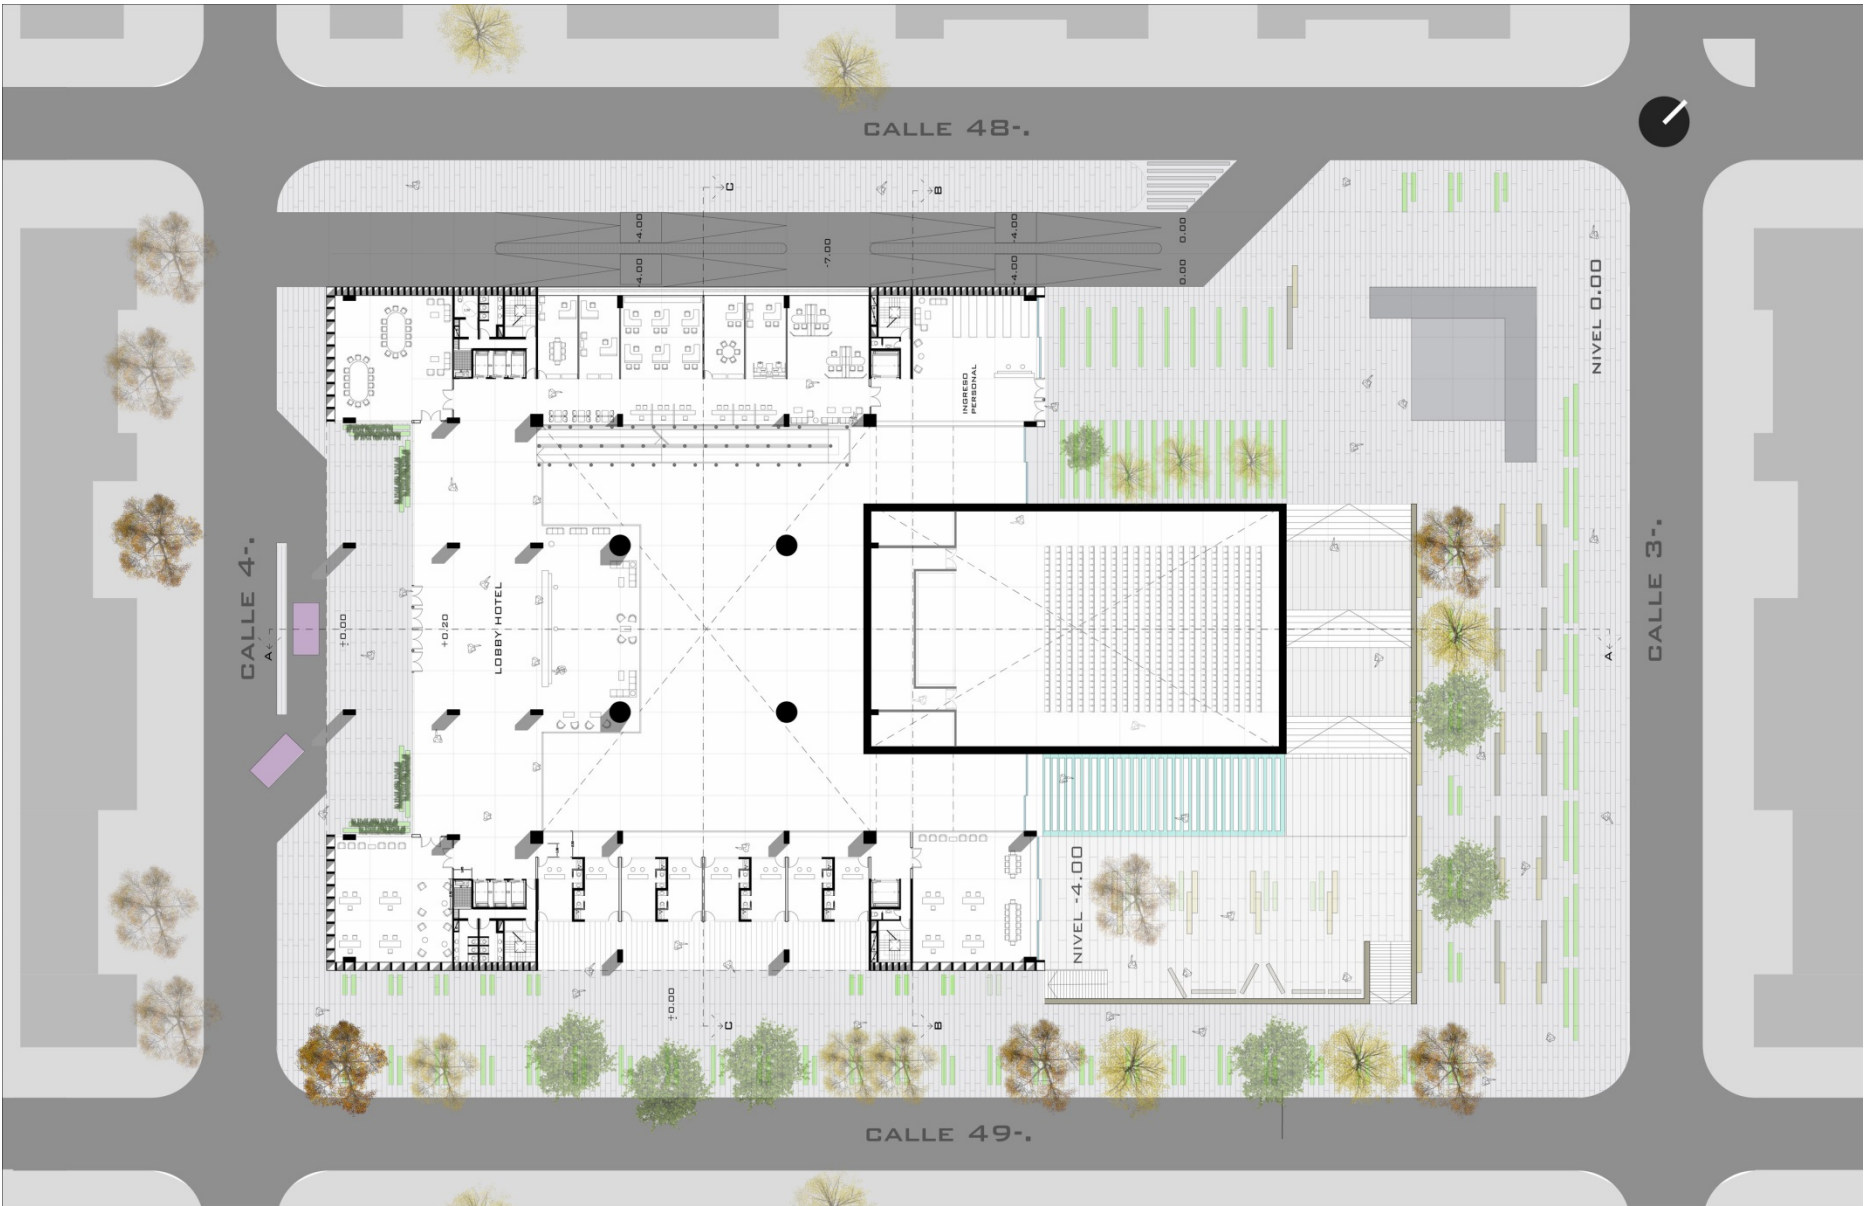 CALLE 48-.
C
B
-4.00
-4.00
-7.00
-4.00
-4.00
0.00
0.00
NIVEL 0.00
INGRESO
PERSONAL
CALLE 4-.
A
+0.00
+0.20
LOBBY HOTEL
A
CALLE 3-.
NIVEL -4.00
+0.00
C
B
CALLE 49-.